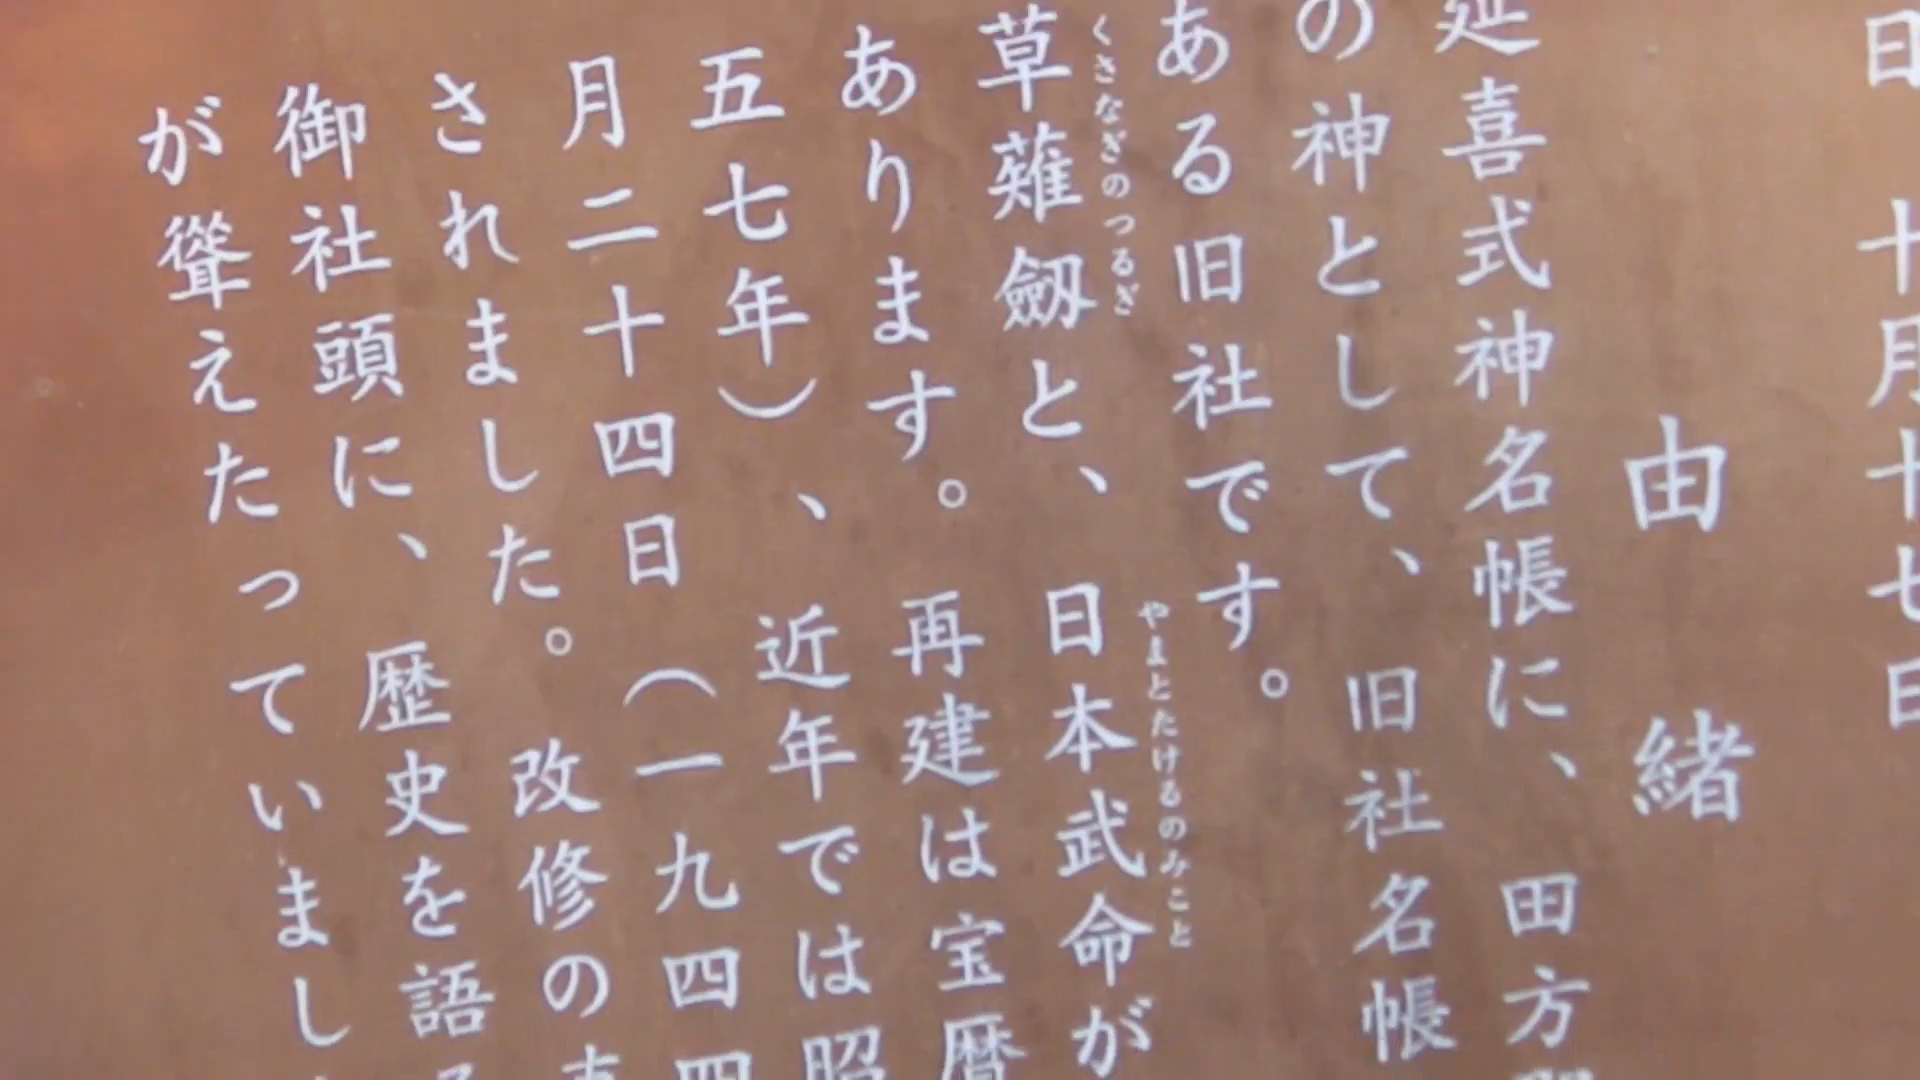 日 十月十七日
由 緒
延喜式神名帳に、田方
の神として、旧社名帳
ある旧社です。
くさなぎのつるぎ やまとたけるのみこと
草薙劔と、日本武命が
あります。再建は宝暦
五七年)、近年では昭
月二十四日(一九四四
されました。改修の
御社頭に、歴史を語
が聳えたっていまし